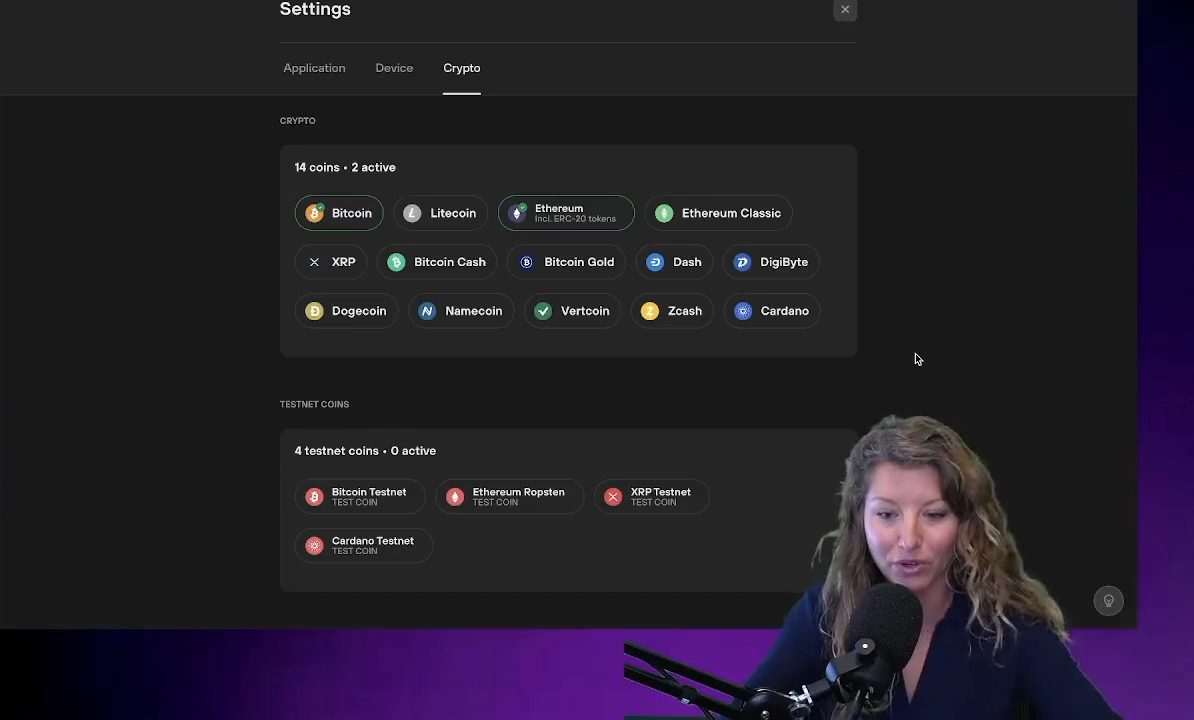 Settings
Application Device Crypto
CRYPTO
14 coins • 2 active
Bitcoin Litecoin Ethereum Incl. ERC-20 tokens Ethereum Classic
XRP Bitcoin Cash Bitcoin Gold Dash DigiByte
Dogecoin Namecoin Vertcoin Zcash Cardano
TESTNET COINS
4 testnet coins • 0 active
Bitcoin Testnet Ethereum Ropsten XRP Testnet
TEST COIN TEST COIN TEST COIN
Cardano Testnet
TEST COIN